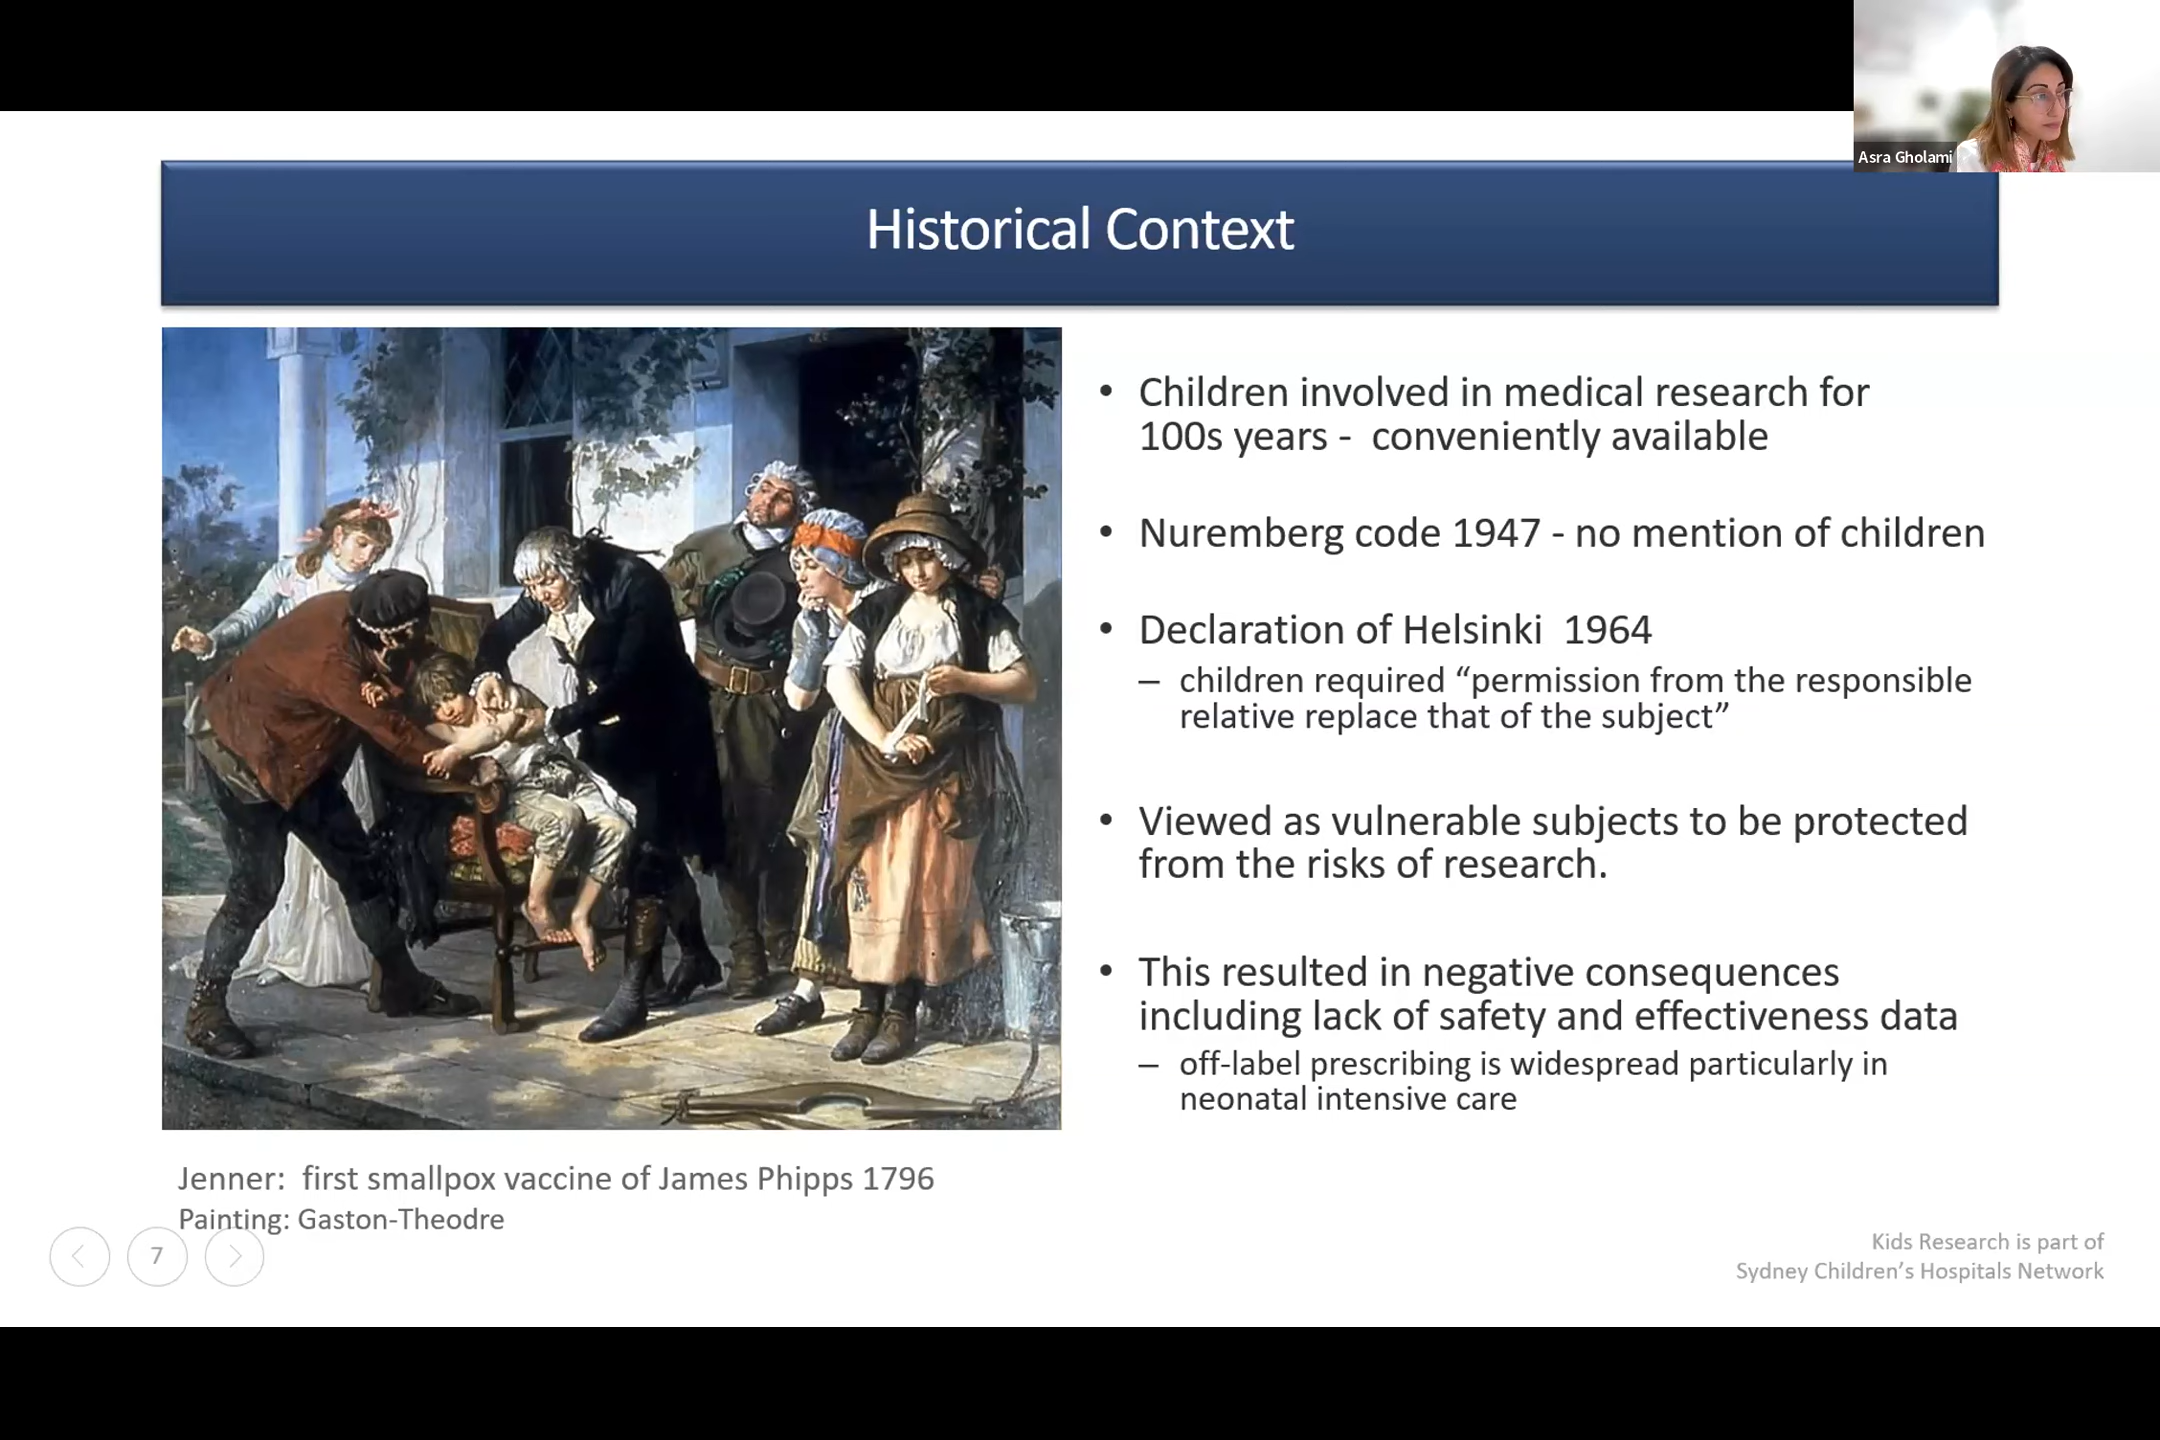 Asra Gholami
Historical Context
• Children involved in medical research for
100s years -  conveniently available
• Nuremberg code 1947 - no mention of children
• Declaration of Helsinki  1964
– children required “permission from the responsible
relative replace that of the subject”
• Viewed as vulnerable subjects to be protected
from the risks of research.
• This resulted in negative consequences
including lack of safety and effectiveness data
– off-label prescribing is widespread particularly in
neonatal intensive care
Jenner:  first smallpox vaccine of James Phipps 1796
Painting: Gaston-Theodre
7
Kids Research is part of
Sydney Children’s Hospitals Network